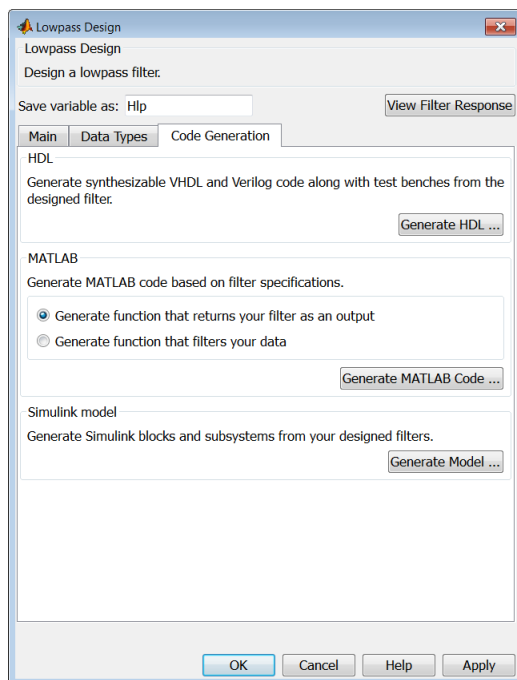 Lowpass Design
Lowpass Design
Design a lowpass filter.
Save variable as: Hlp View Filter Response
Main Data Types Code Generation
HDL
Generate synthesizable VHDL and Verilog code along with test benches from the
designed filter.
Generate HDL ...
MATLAB
Generate MATLAB code based on filter specifications.
Generate function that returns your filter as an output
Generate function that filters your data
Generate MATLAB Code ...
Simulink model
Generate Simulink blocks and subsystems from your designed filters.
Generate Model ...
OK Cancel Help Apply